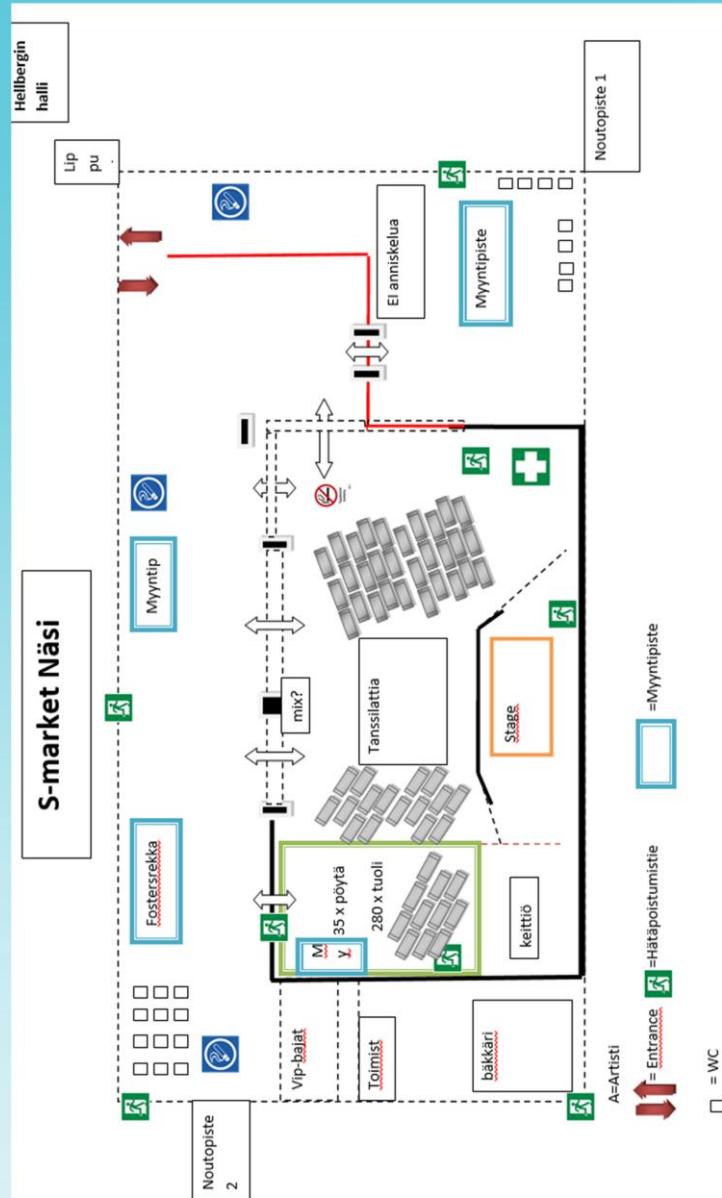 Hellbergin
halli
S-market Näsi
Lip
pu
Fostersrekka
Myyntip
Noutopiste
2
Vip-bajat
mix?
M
y.
35 x pöytä
280 x tuoli
Toimist
Tanssilattia
EI anniskelua
Myyntipiste
bäkkäri
Stage
keittiö
Noutopiste 1
A=Artisti
= Entrance
=Hätäpoistumistie
=Myyntipiste
= WC